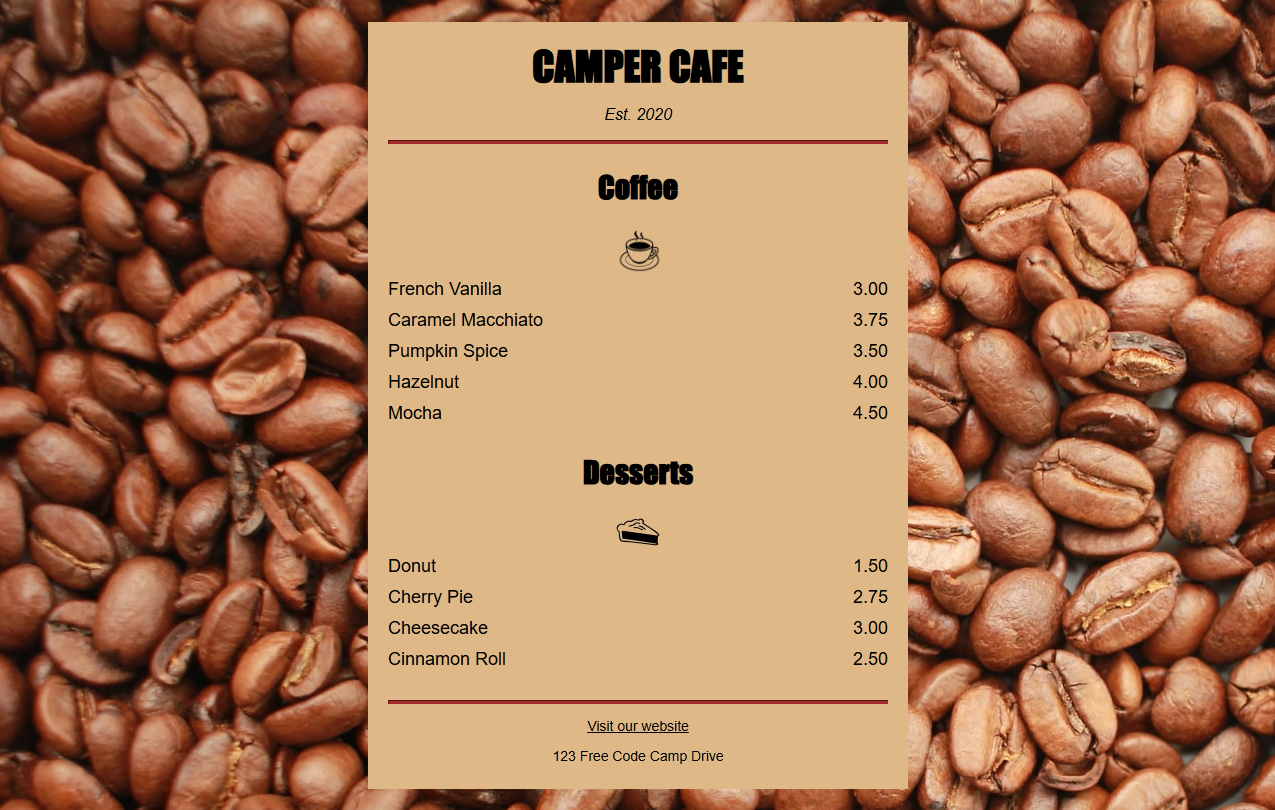 CAMPER CAFE
Est. 2020
Coffee
French Vanilla 3.00
Caramel Macchiato 3.75
Pumpkin Spice 3.50
Hazelnut 4.00
Mocha 4.50
Desserts
Donut 1.50
Cherry Pie 2.75
Cheesecake 3.00
Cinnamon Roll 2.50
Visit our website
123 Free Code Camp Drive